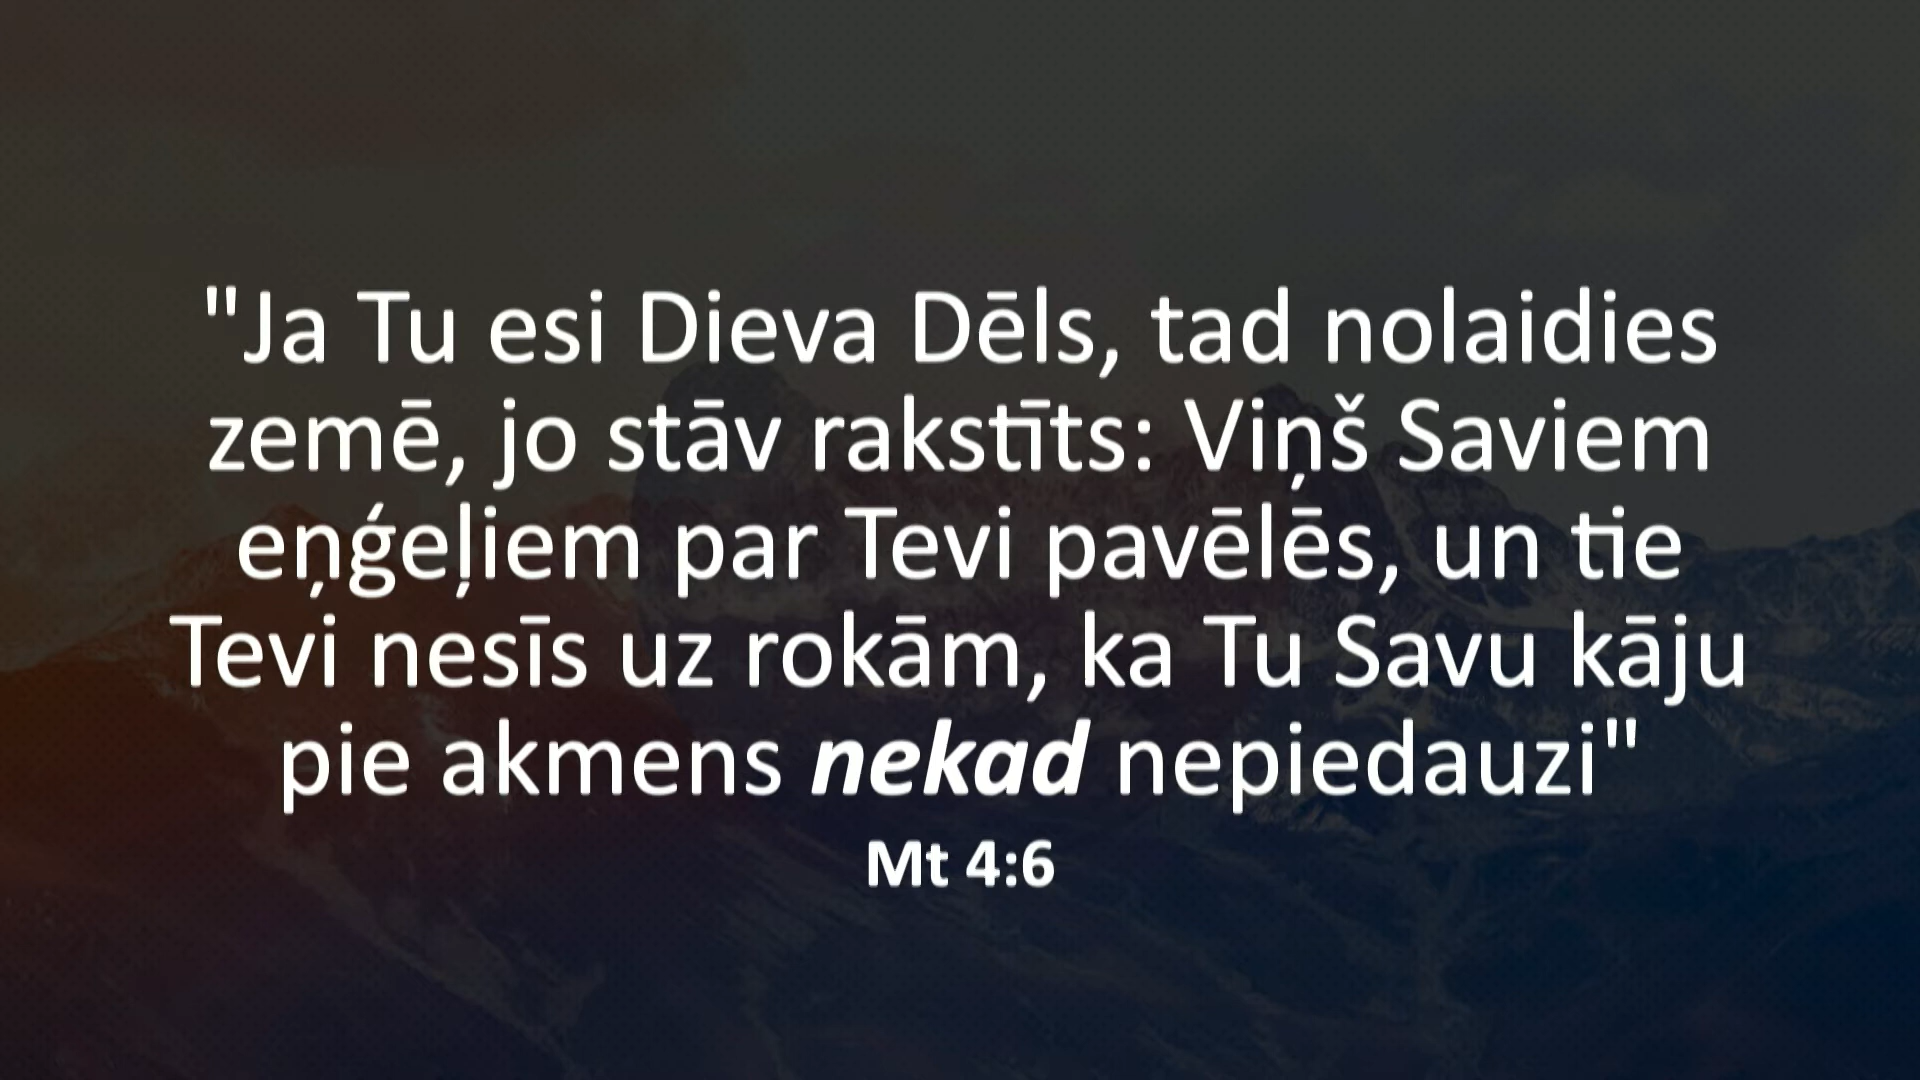 "Ja Tu esi Dieva Dēls, tad nolaidies
zemē, jo stāv rakstīts: Viņš Saviem
eņģeļiem par Tevi pavēlēs, un tie
Tevi nesīs uz rokām, ka Tu Savu kāju
pie akmens nekad nepiedauzi"
Mt 4:6